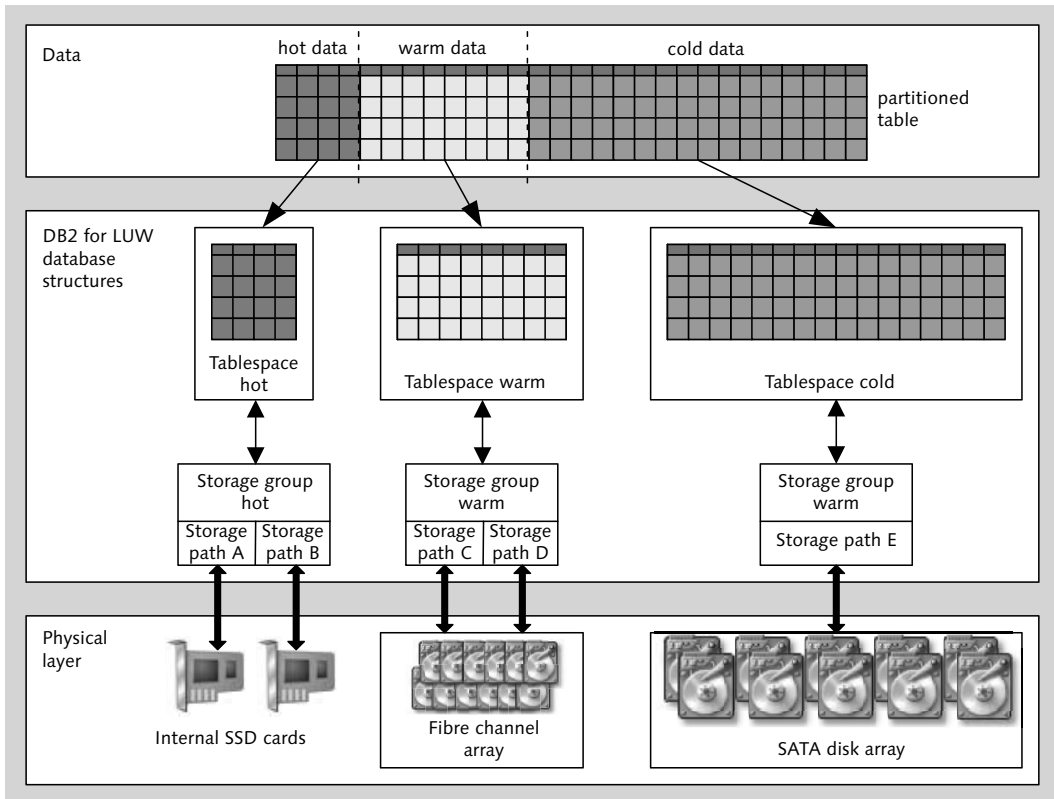 Data
hot data
warm data
cold data
partitioned
table
DB2 for LUW
database
structures
Tablespace
hot
Tablespace warm
Tablespace cold
Storage group
hot
Storage
path A
Storage
path B
Storage group
warm
Storage
path C
Storage
path D
Storage group
warm
Storage path E
Physical
layer
Internal SSD cards
Fibre channel
array
SATA disk array